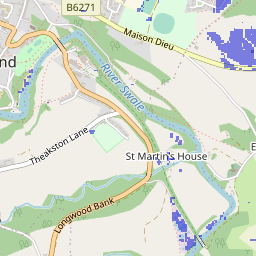 B6271
Maison Dieu
River Swale
nd
Theakston Lane
St Martin's House
E
Longwood Bank